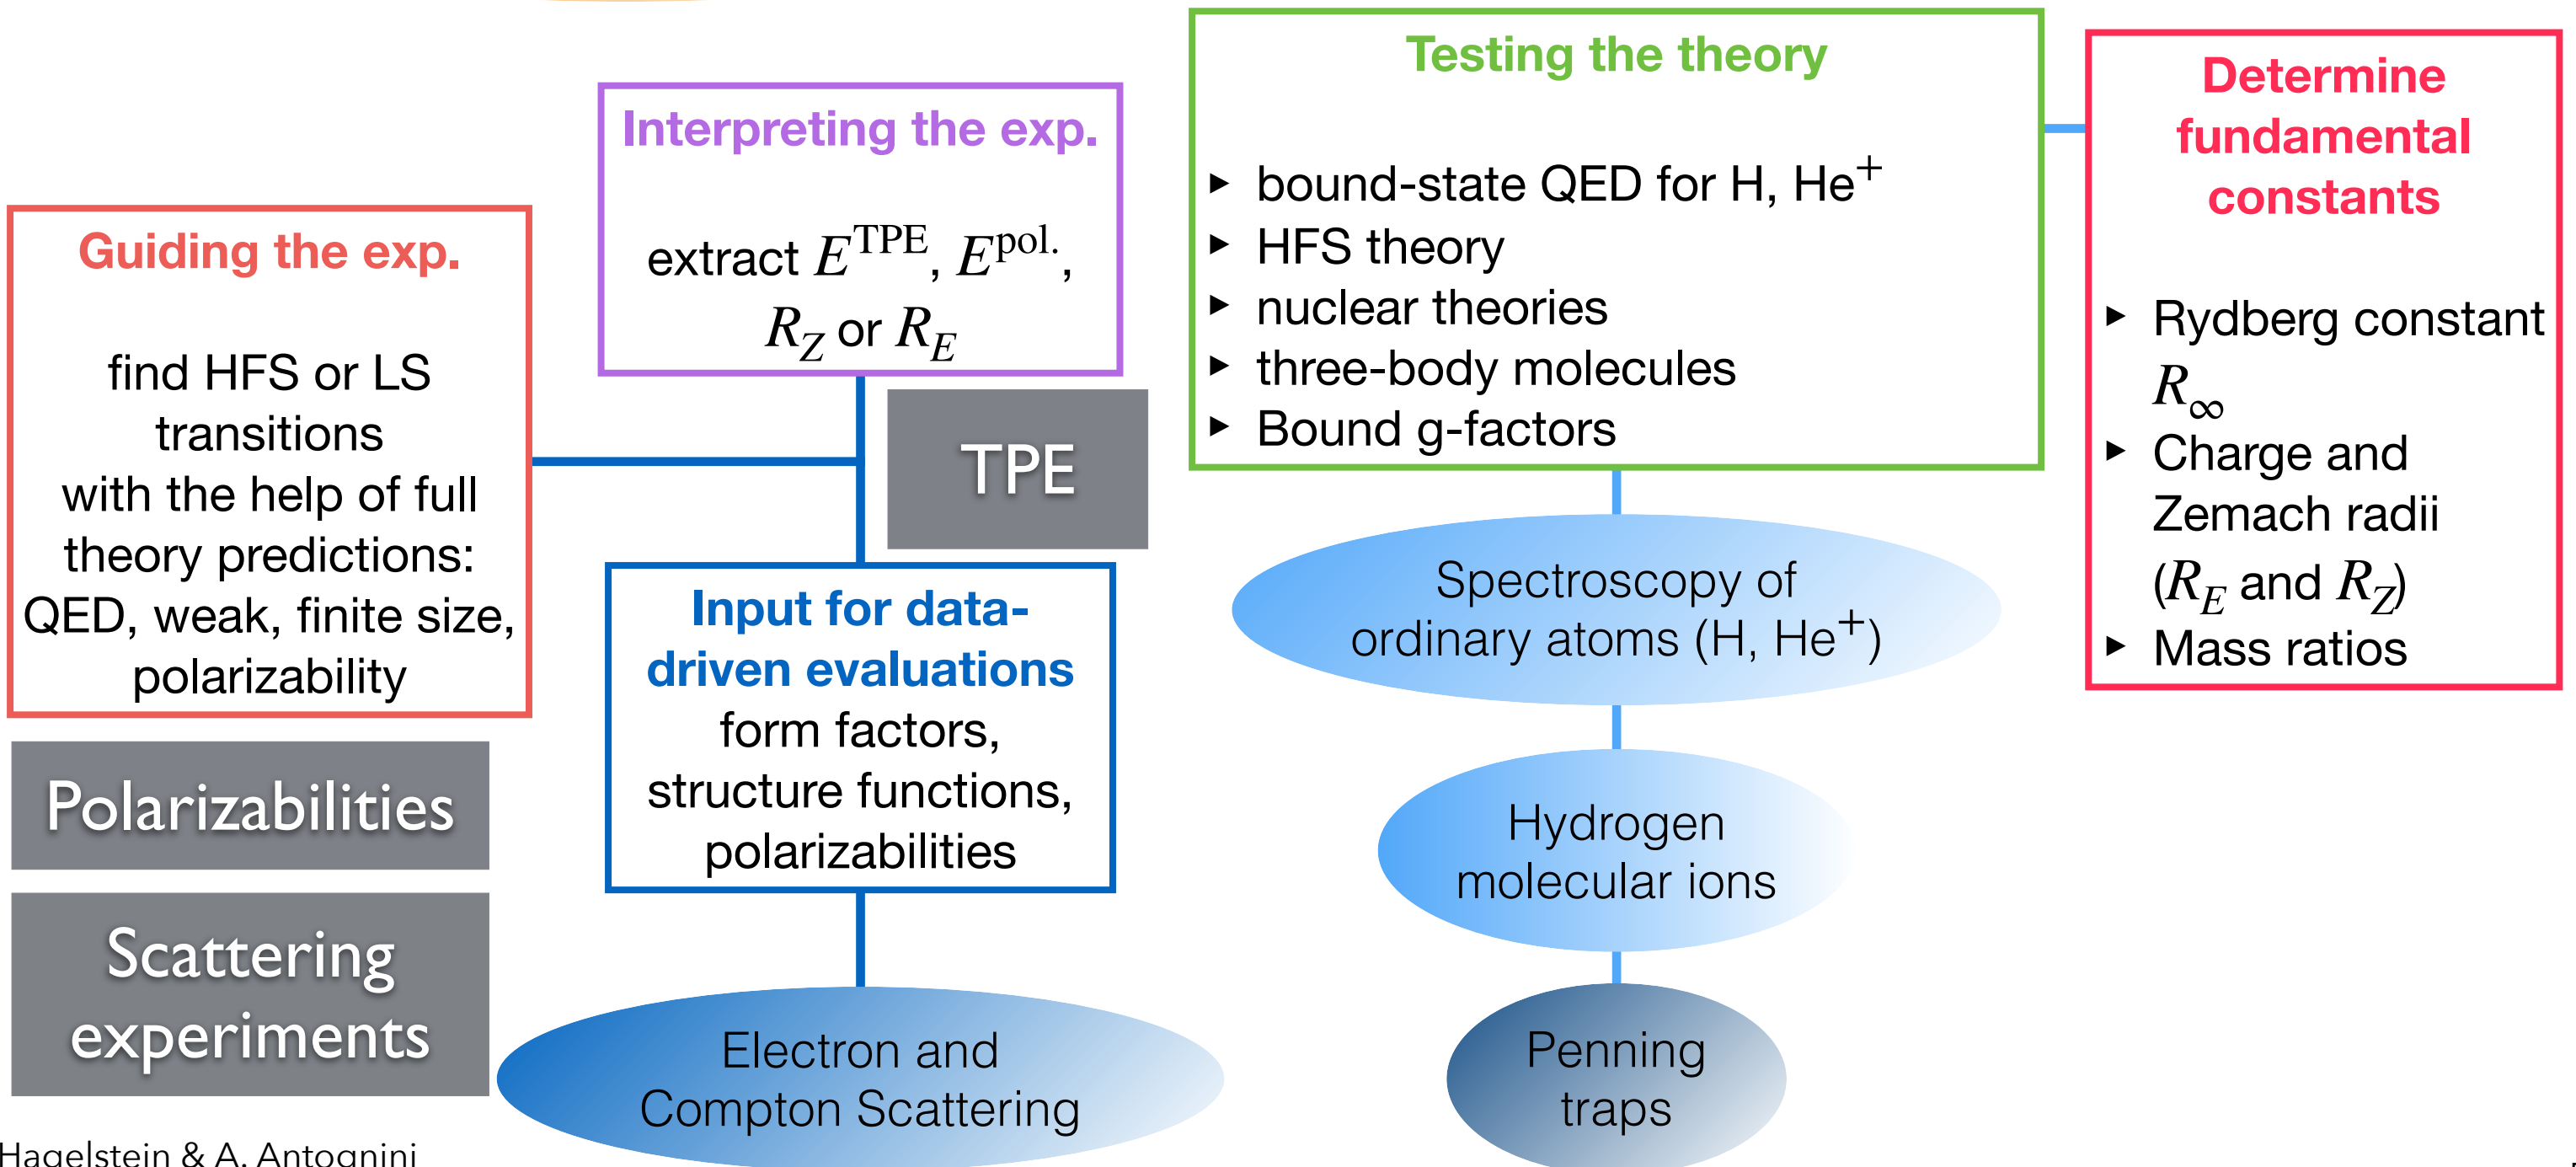 Guiding the exp.
find HFS or LS
transitions
with the help of full
theory predictions:
QED, weak, finite size,
polarizability
Polarizabilities
Scattering
experiments
Hagelstein & A. Antognini
Interpreting the exp.
extract E^TPE, E^pol.,
R_Z or R_E
TPE
Input for data-
driven evaluations
form factors,
structure functions,
polarizabilities
Electron and
Compton Scattering
Testing the theory
▸ bound-state QED for H, He⁺
▸ HFS theory
▸ nuclear theories
▸ three-body molecules
▸ Bound g-factors
Spectroscopy of
ordinary atoms (H, He⁺)
Hydrogen
molecular ions
Penning
traps
Determine
fundamental
constants
▸ Rydberg constant
R_∞
▸ Charge and
Zemach radii
(R_E and R_Z)
▸ Mass ratios